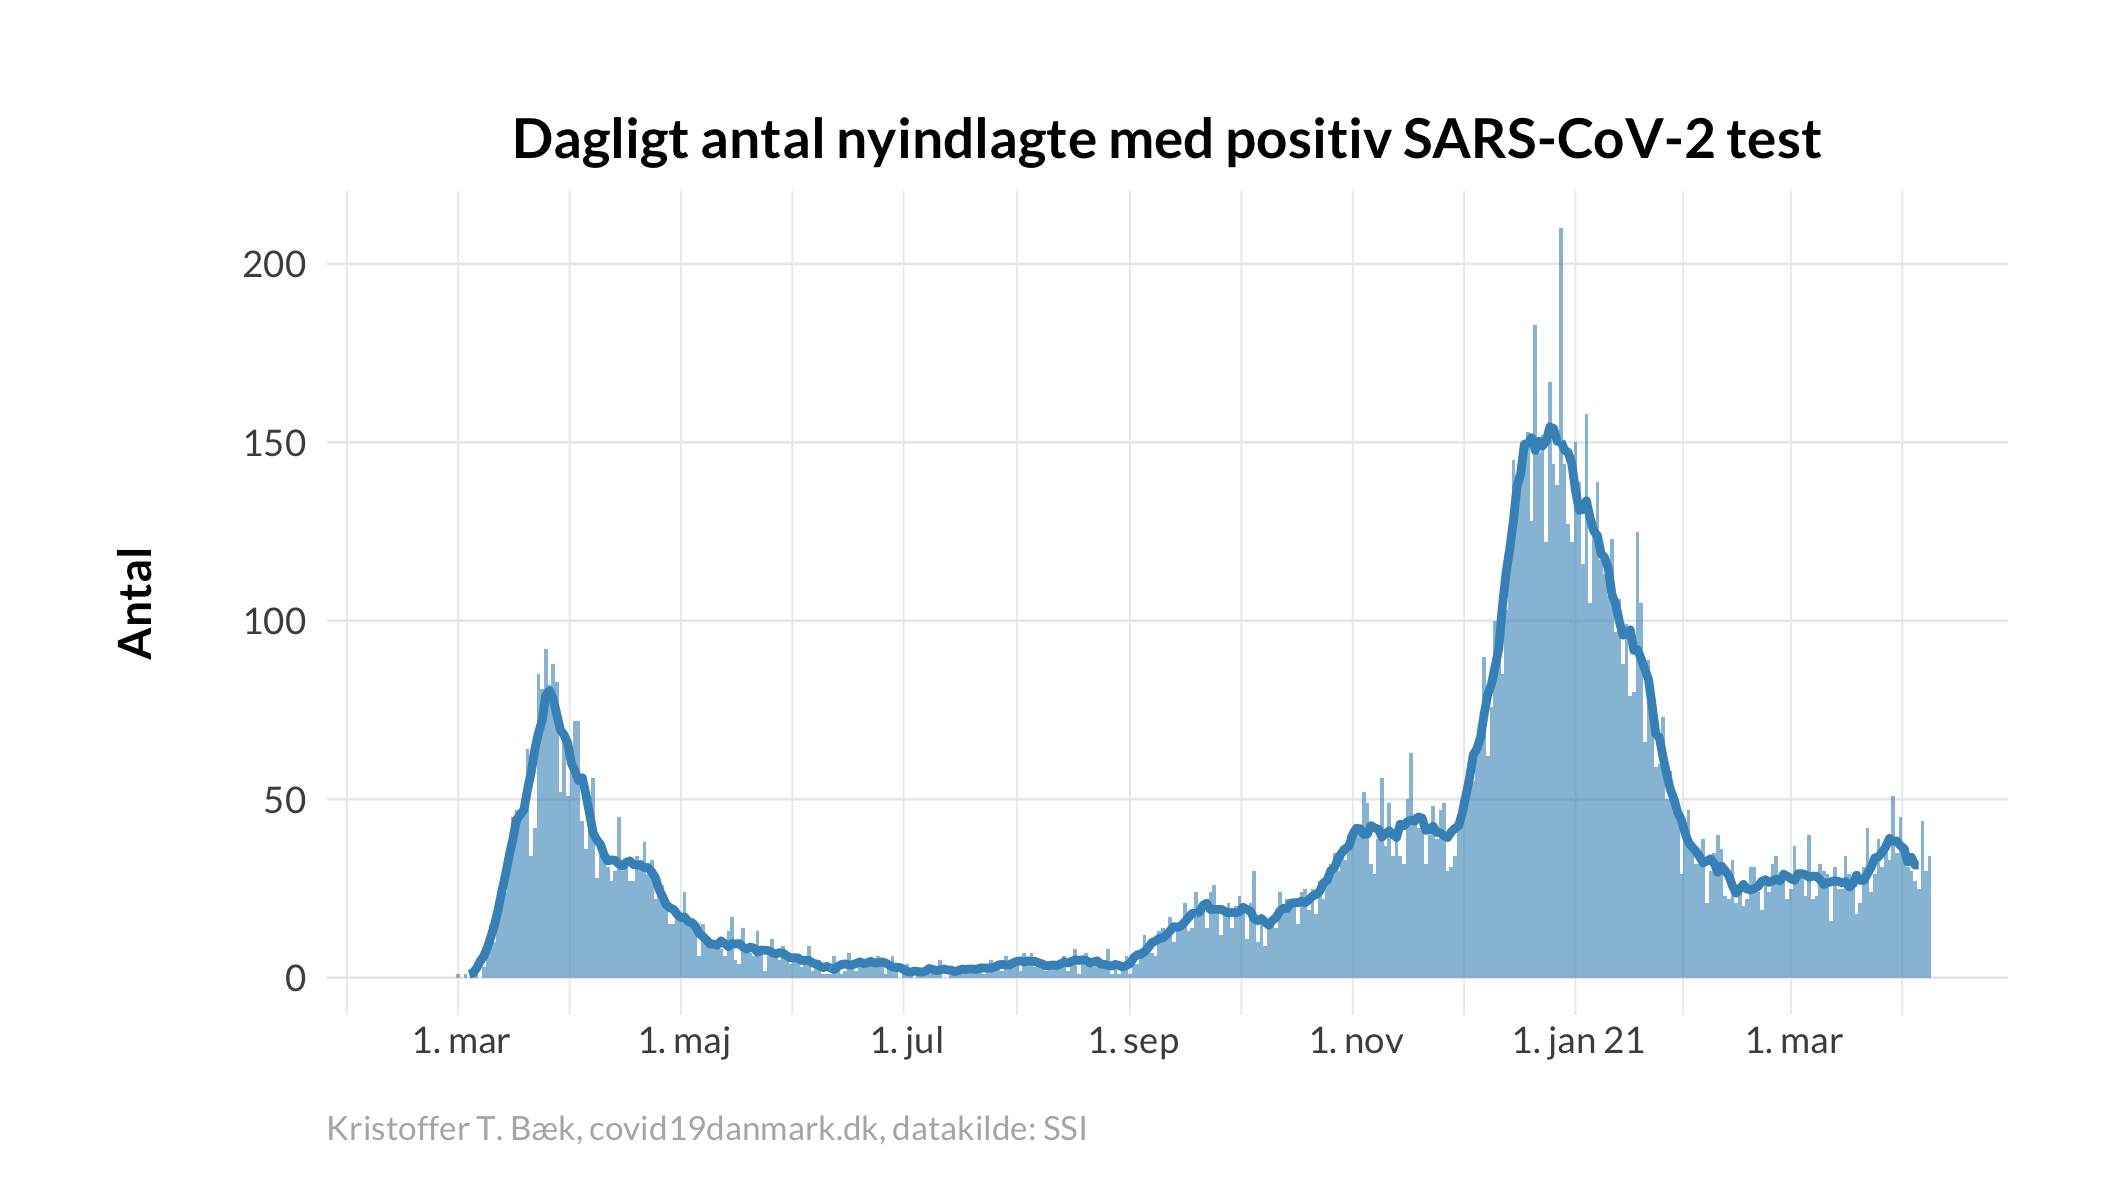 Dagligt antal nyindlagte med positiv SARS-CoV-2 test
Antal
200
150
100
50
0
1. mar 1. maj 1. jul 1. sep 1. nov 1. jan 21 1. mar
Kristoffer T. Bæk, covid19danmark.dk, datakilde: SSI